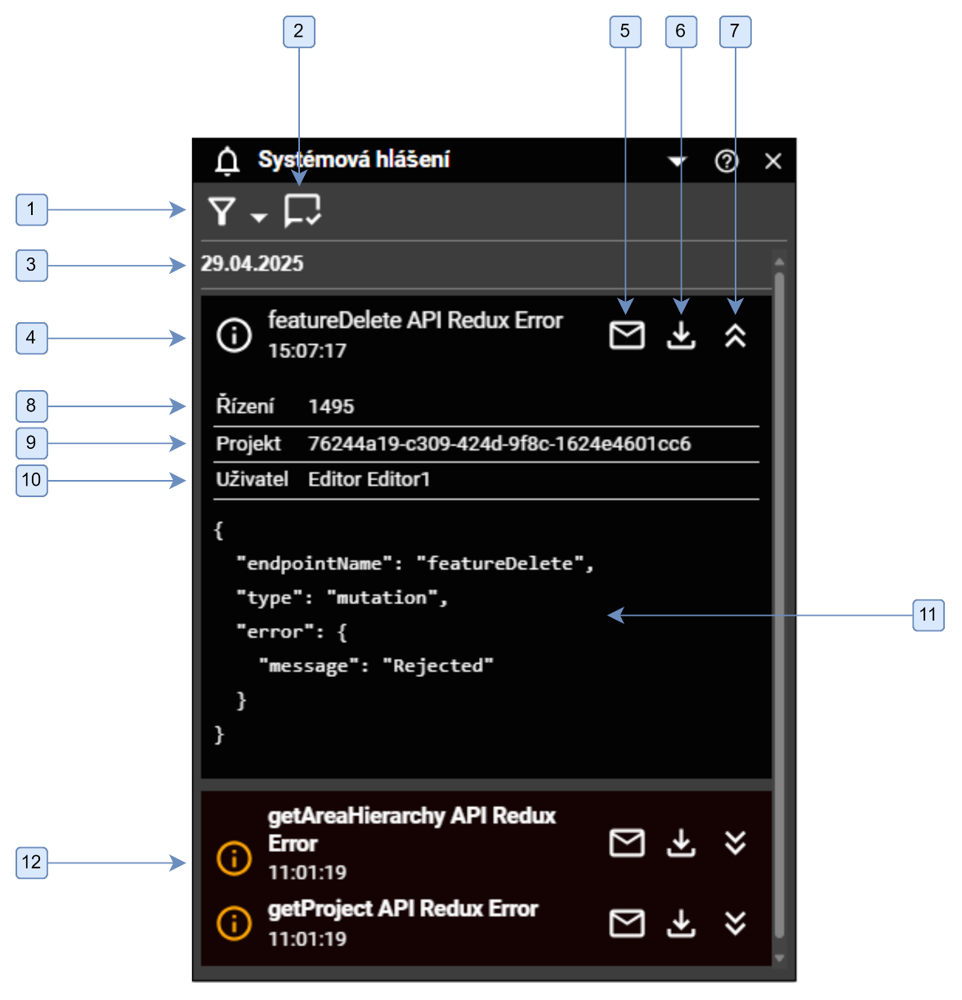 2
5
6
7
Systémová hlášení
1
3
29.04.2025
4
featureDelete API Redux Error
15:07:17
8
Řízení 1495
9
Projekt 76244a19-c309-424d-9f8c-1624e4601cc6
10
Uživatel Editor Editor1
{
"endpointName": "featureDelete",
"type": "mutation",
11
"error": {
"message": "Rejected"
}
}
12
getAreaHierarchy API Redux
Error
11:01:19
getProject API Redux Error
11:01:19